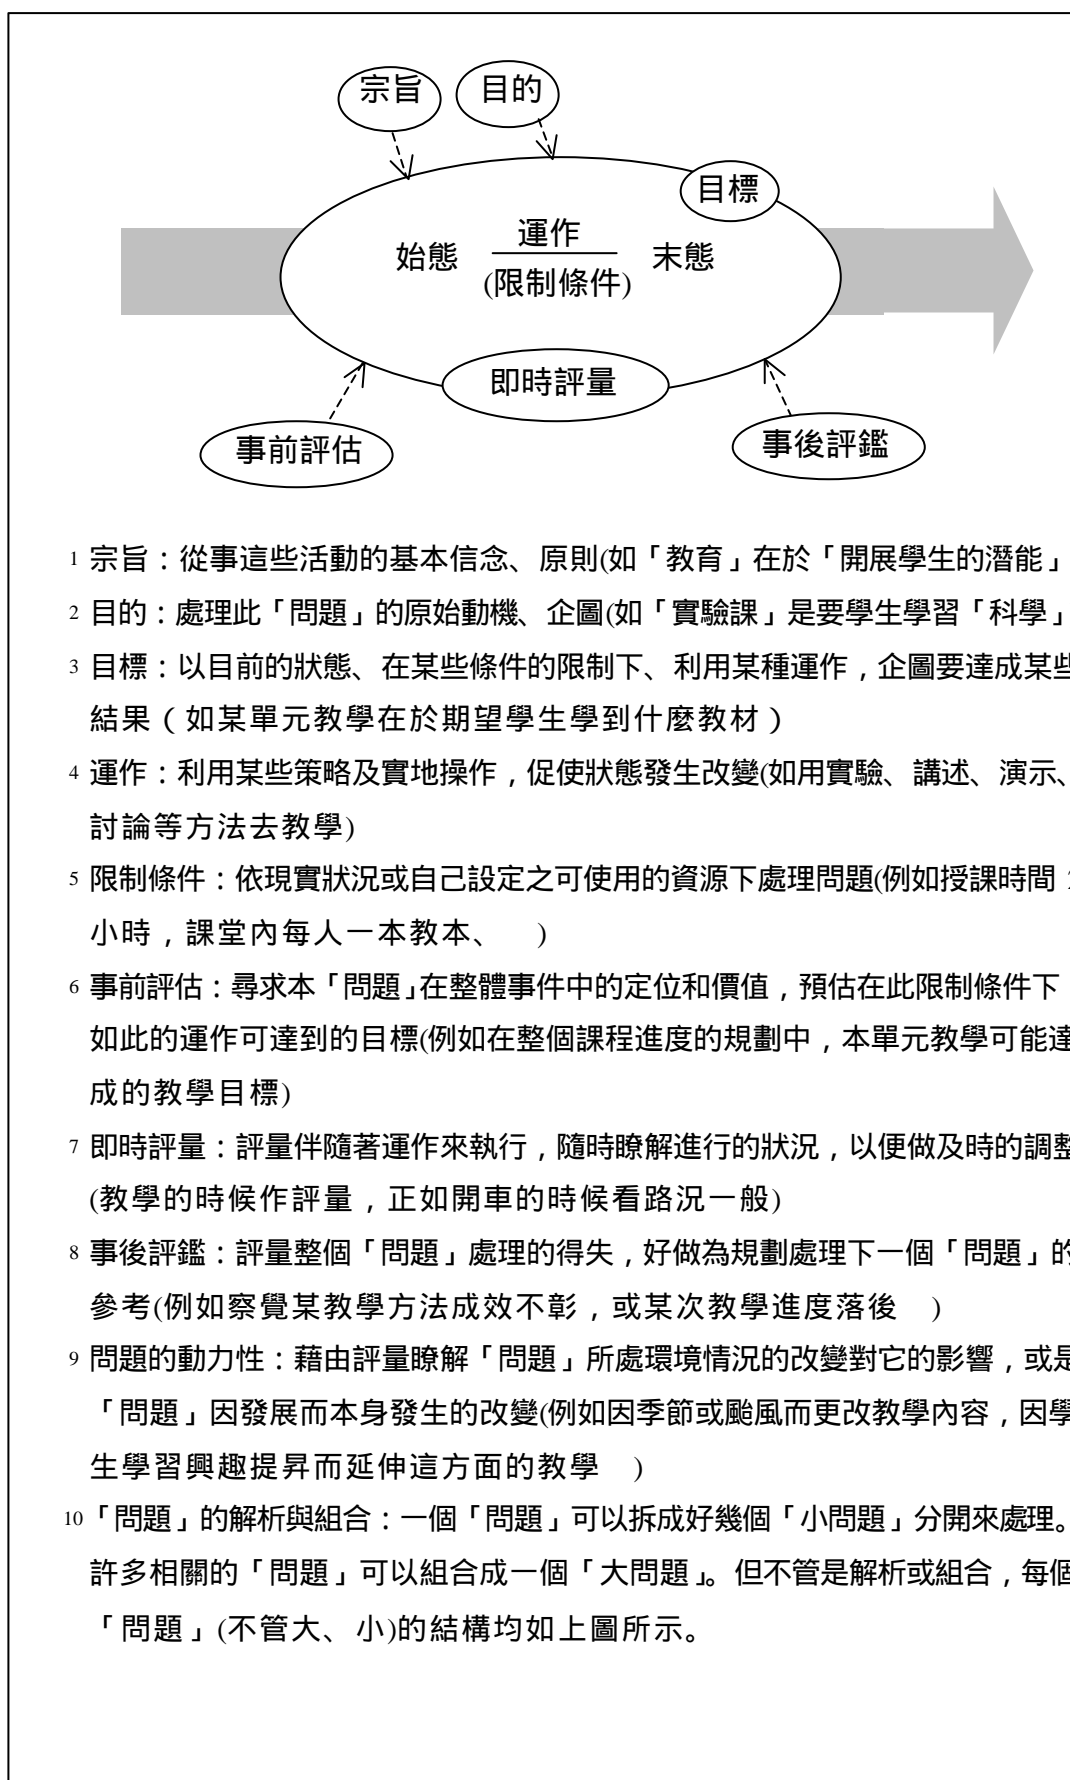 宗旨
目的
目標
始態 運作 末態
(限制條件)
即時評量
事前評估
事後評鑑
1 宗旨：從事這些活動的基本信念、原則(如「教育」在於「開展學生的潛能」
2 目的：處理此「問題」的原始動機、企圖(如「實驗課」是要學生學習「科學」
3 目標：以目前的狀態、在某些條件的限制下、利用某種運作，企圖要達成某些
結果（如某單元教學在於期望學生學到什麼教材）
4 運作：利用某些策略及實地操作，促使狀態發生改變(如用實驗、講述、演示、
討論等方法去教學)
5 限制條件：依現實狀況或自己設定之可使用的資源下處理問題(例如授課時間
小時，課堂內每人一本教本、　)
6 事前評估：尋求本「問題」在整體事件中的定位和價值，預估在此限制條件下
如此的運作可達到的目標(例如在整個課程進度的規劃中，本單元教學可能達
成的教學目標)
7 即時評量：評量伴隨著運作來執行，隨時瞭解進行的狀況，以便做及時的調整
(教學的時候作評量，正如開車的時候看路況一般)
8 事後評鑑：評量整個「問題」處理的得失，好做為規劃處理下一個「問題」的
參考(例如察覺某教學方法成效不彰，或某次教學進度落後　)
9 問題的動力性：藉由評量瞭解「問題」所處環境情況的改變對它的影響，或是
「問題」因發展而本身發生的改變(例如因季節或颱風而更改教學內容，因學
生學習興趣提昇而延伸這方面的教學　)
10「問題」的解析與組合：一個「問題」可以拆成好幾個「小問題」分開來處理。
許多相關的「問題」可以組合成一個「大問題」。但不管是解析或組合，每個
「問題」(不管大、小)的結構均如上圖所示。